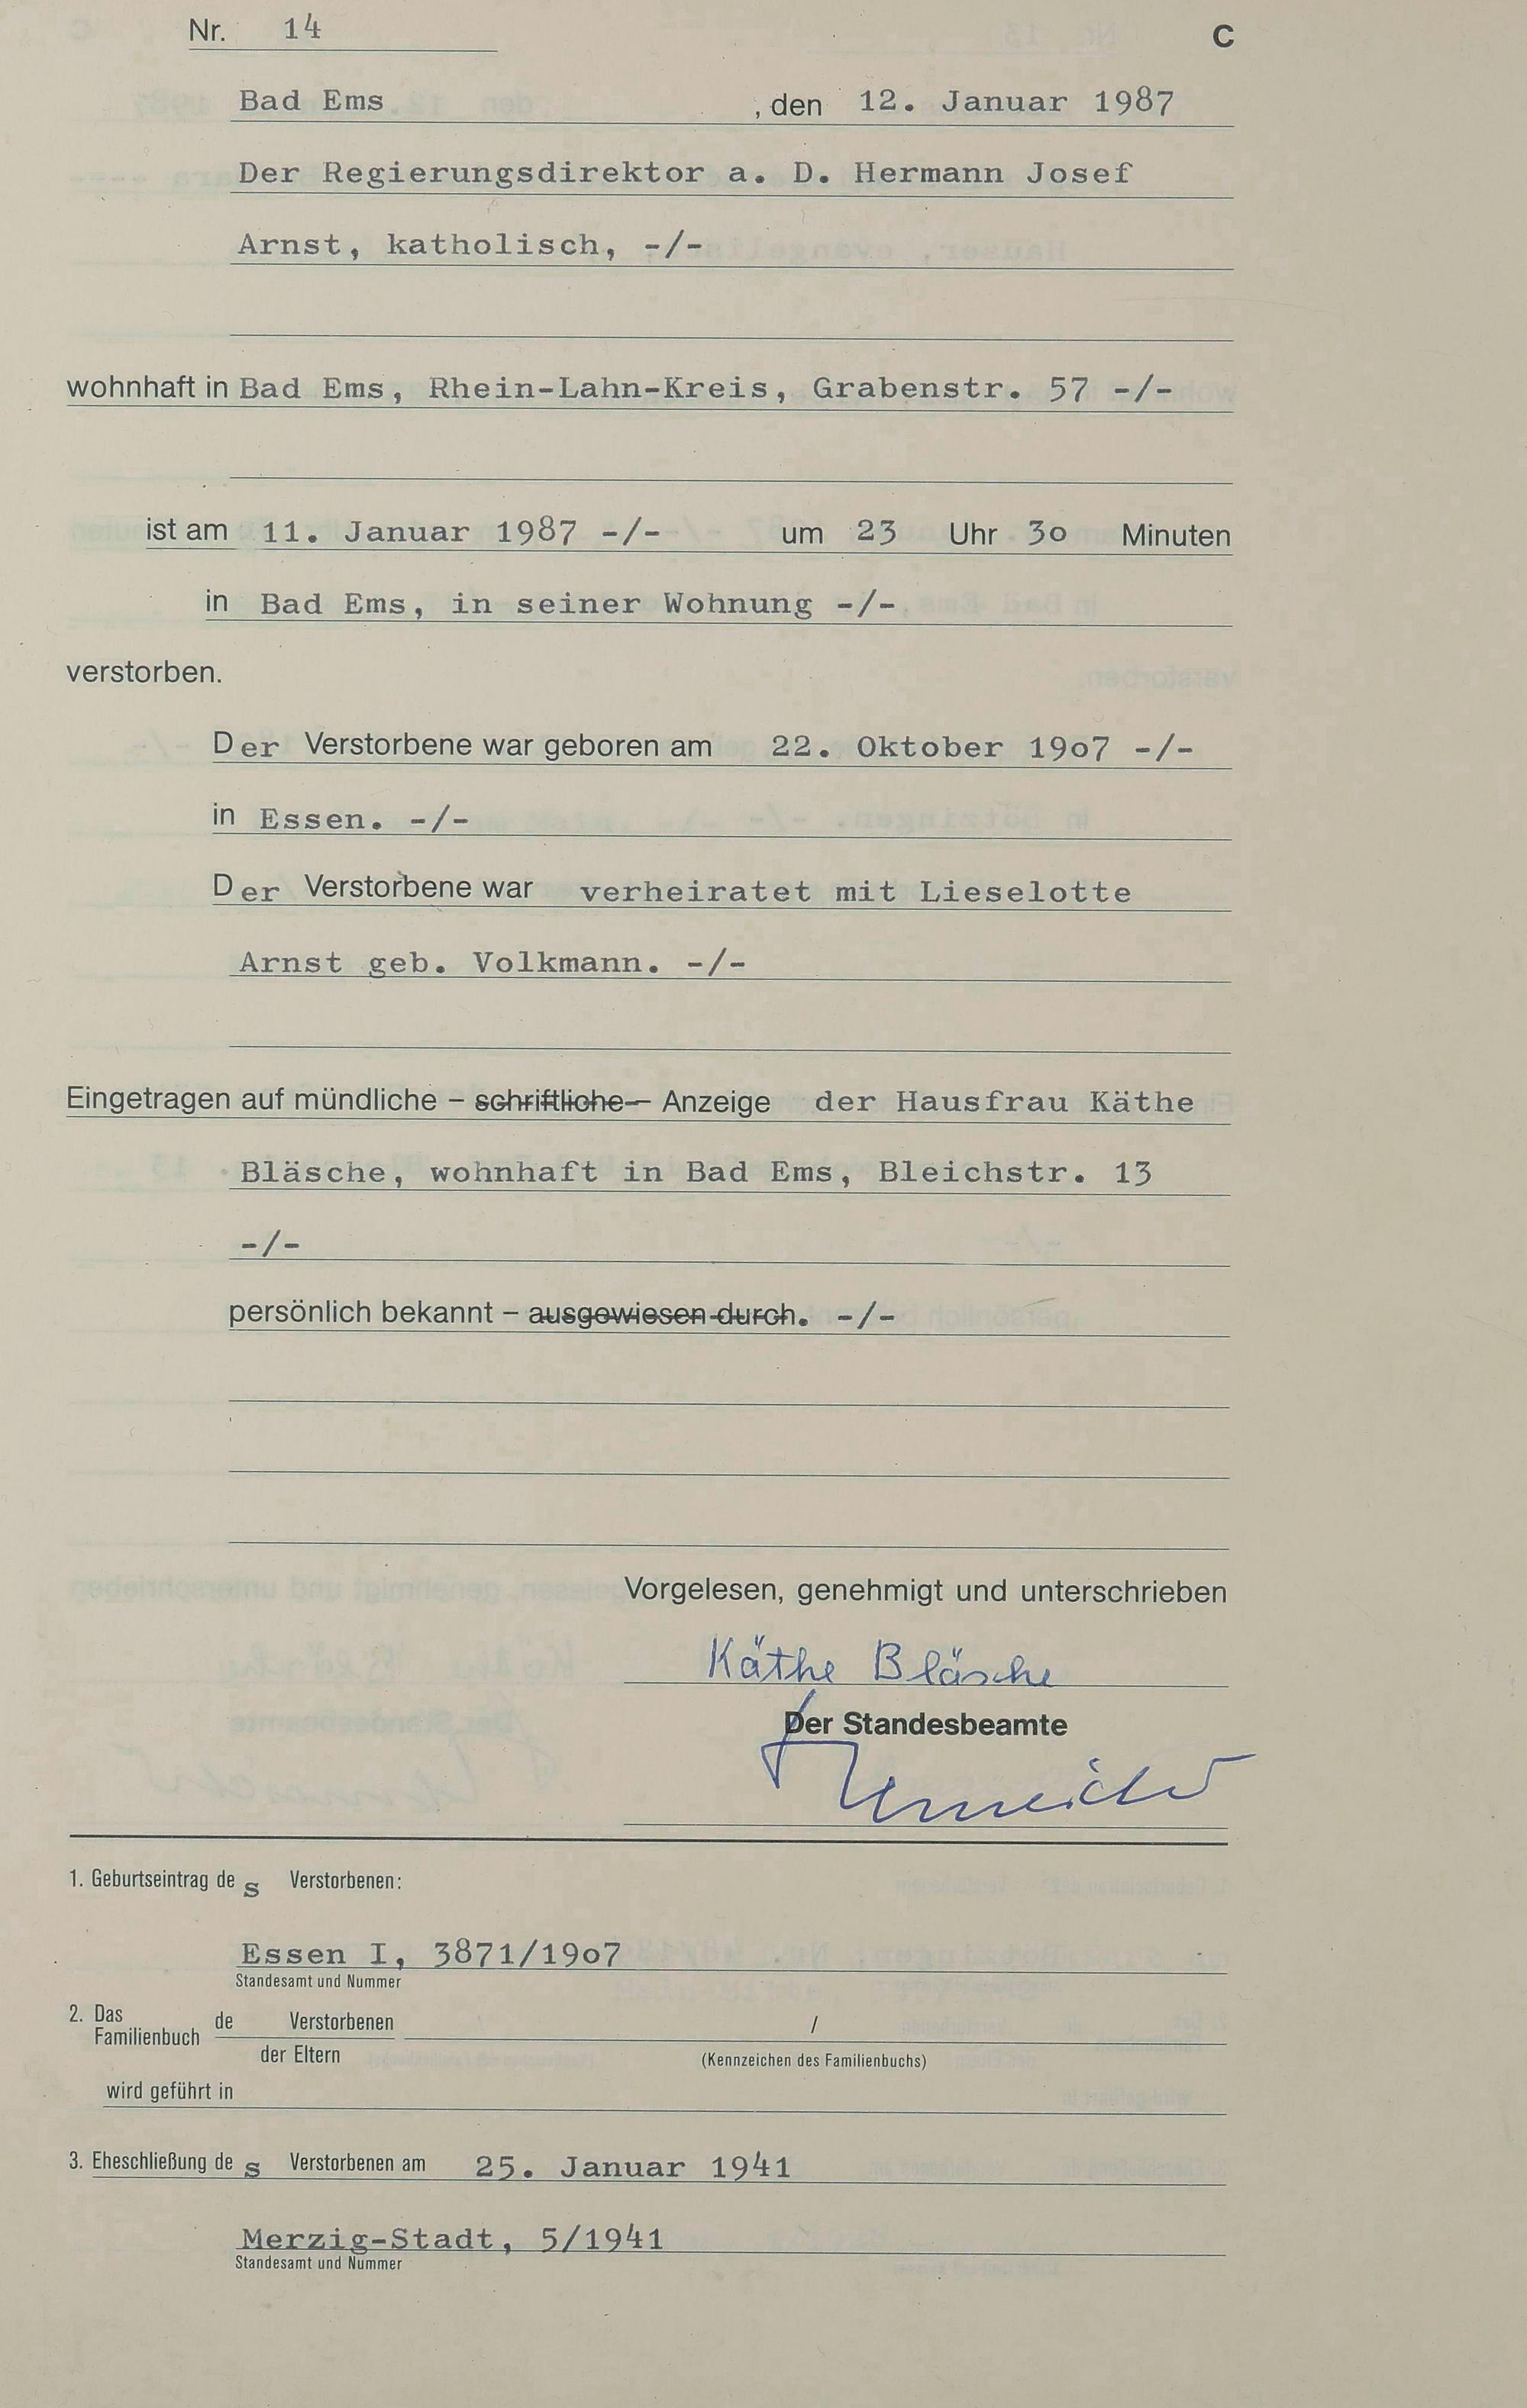 Nr. 14 C
Bad Ems , den 12. Januar 1987
Der Regierungsdirektor a. D. Hermann Josef
Arnst, katholisch, -/-
wohnhaft in Bad Ems, Rhein-Lahn-Kreis, Grabenstr. 57 -/-
ist am 11. Januar 1987 -/- um 23 Uhr 3o Minuten
in Bad Ems, in seiner Wohnung -/-
verstorben.
Der Verstorbene war geboren am 22. Oktober 19o7 -/-
in Essen. -/-
Der Verstorbene war verheiratet mit Lieselotte
Arnst geb. Volkmann. -/-
Eingetragen auf mündliche – schriftliche – Anzeige der Hausfrau Käthe
Bläsche, wohnhaft in Bad Ems, Bleichstr. 13
-/-
persönlich bekannt – ausgewiesen durch. -/-
Vorgelesen, genehmigt und unterschrieben
Käthe Bläsche
Der Standesbeamte
1. Geburtseintrag des Verstorbenen:
Essen I, 3871/19o7
Standesamt und Nummer
2. Das Familienbuch de Verstorbenen /
der Eltern (Kennzeichen des Familienbuchs)
wird geführt in
3. Eheschließung des Verstorbenen am 25. Januar 1941
Merzig-Stadt, 5/1941
Standesamt und Nummer